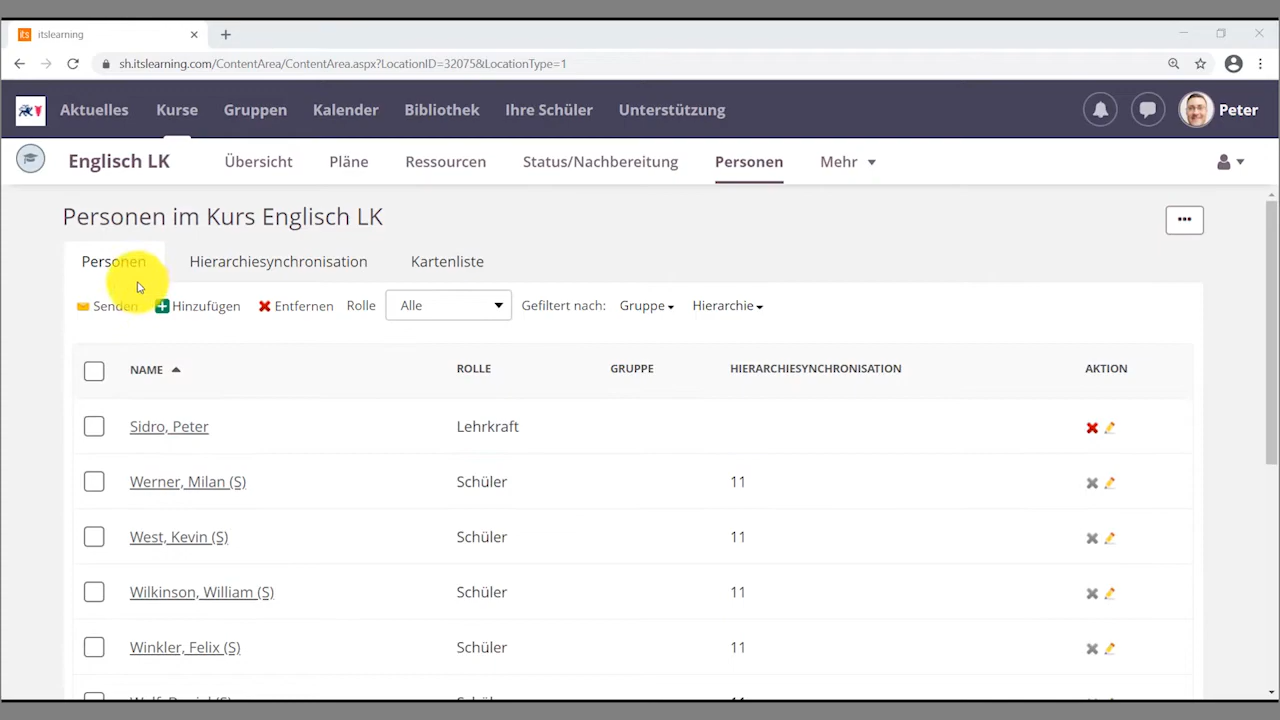 itslearning
sh.itslearning.com/ContentArea/ContentArea.aspx?LocationID=32075&LocationType=1
Aktuelles Kurse Gruppen Kalender Bibliothek Ihre Schüler Unterstützung Peter
Englisch LK Übersicht Pläne Ressourcen Status/Nachbereitung Personen Mehr
Personen im Kurs Englisch LK
Personen Hierarchiesynchronisation Kartenliste
Senden Hinzufügen Entfernen Rolle Alle Gefiltert nach: Gruppe Hierarchie
NAME ROLLE GRUPPE HIERARCHIESYNCHRONISATION AKTION
Sidro, Peter Lehrkraft
Werner, Milan (S) Schüler 11
West, Kevin (S) Schüler 11
Wilkinson, William (S) Schüler 11
Winkler, Felix (S) Schüler 11